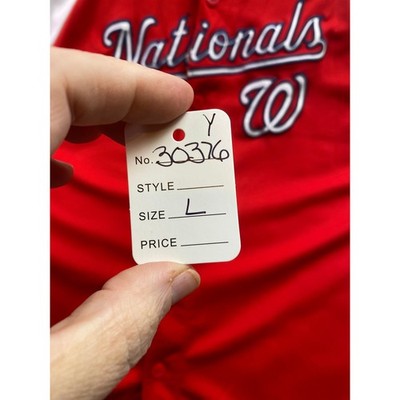 Nationals
W
Y
No. 30376
STYLE
SIZE L
PRICE